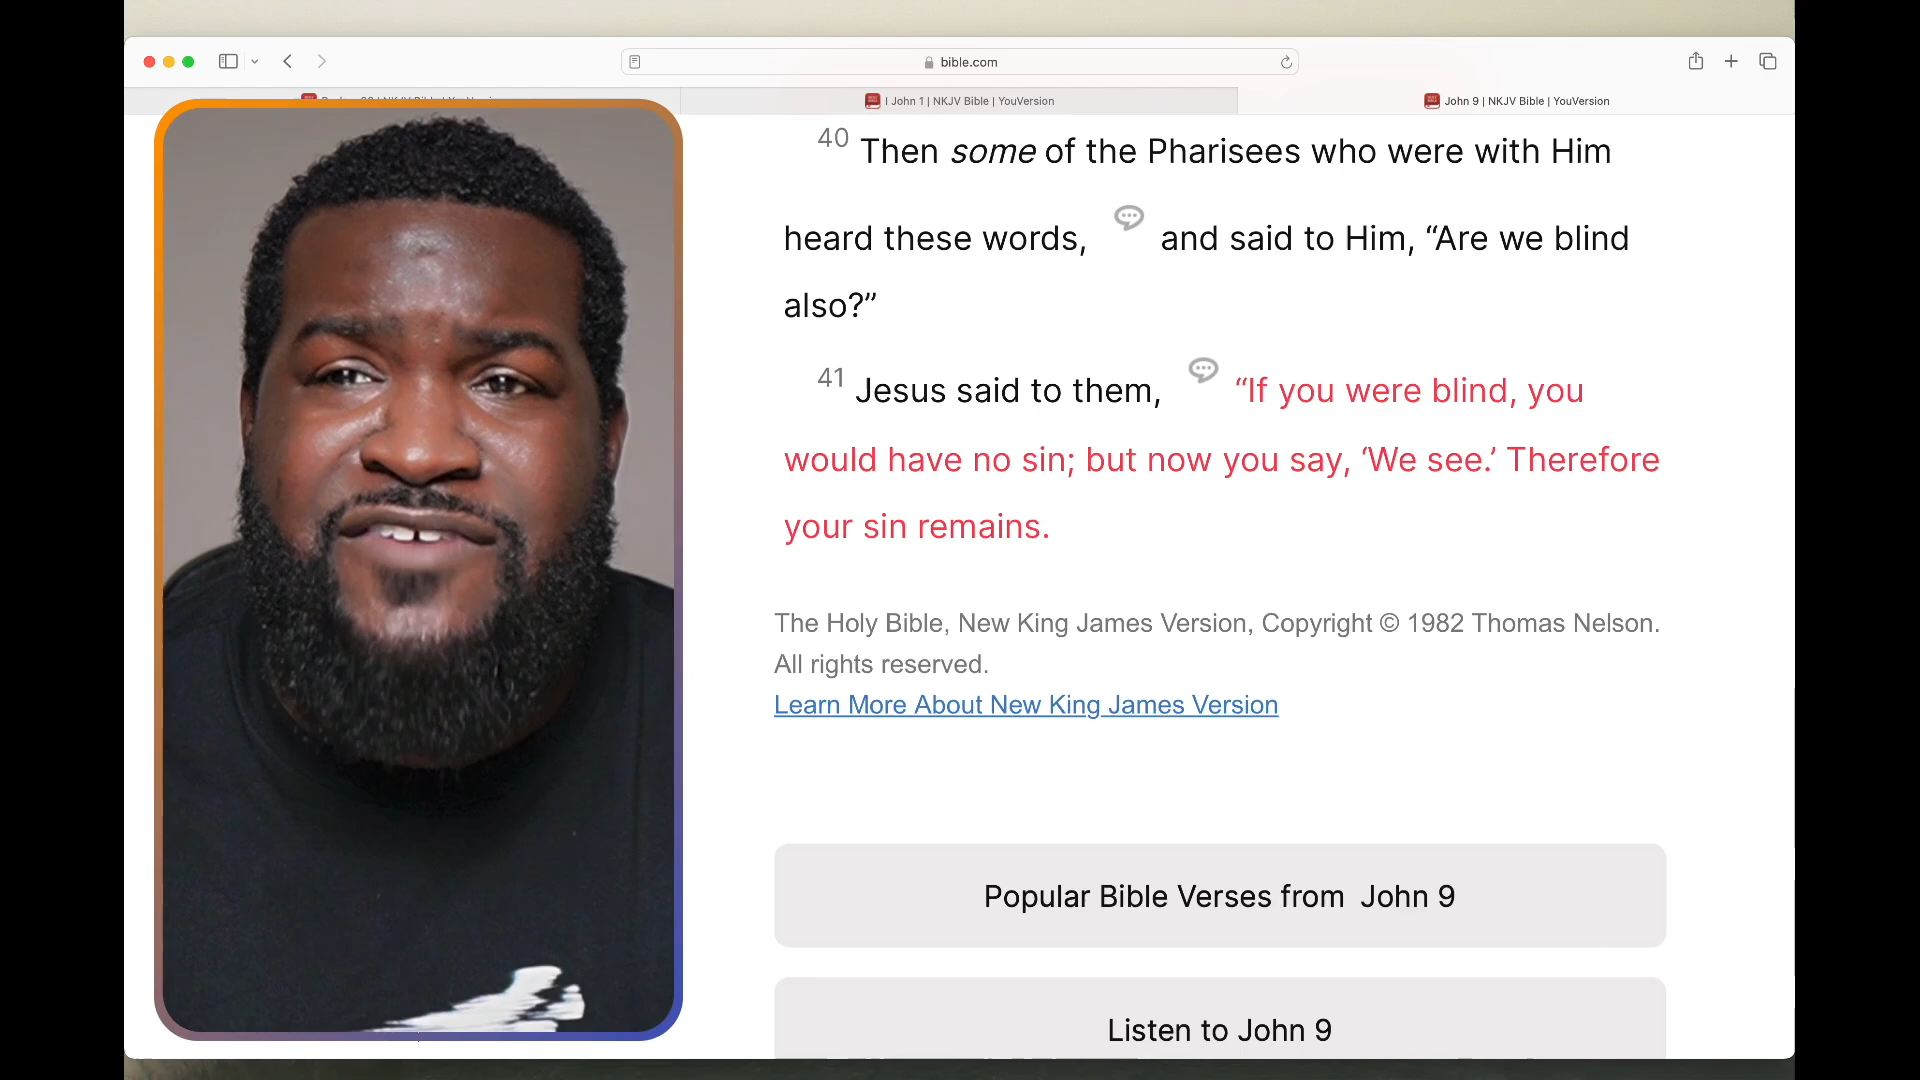 bible.com
I John 1 | NKJV Bible | YouVersion
John 9 | NKJV Bible | YouVersion
40 Then some of the Pharisees who were with Him
heard these words, and said to Him, “Are we blind
also?”
41 Jesus said to them, “If you were blind, you
would have no sin; but now you say, ‘We see.’ Therefore
your sin remains.
The Holy Bible, New King James Version, Copyright © 1982 Thomas Nelson.
All rights reserved.
Learn More About New King James Version
Popular Bible Verses from John 9
Listen to John 9